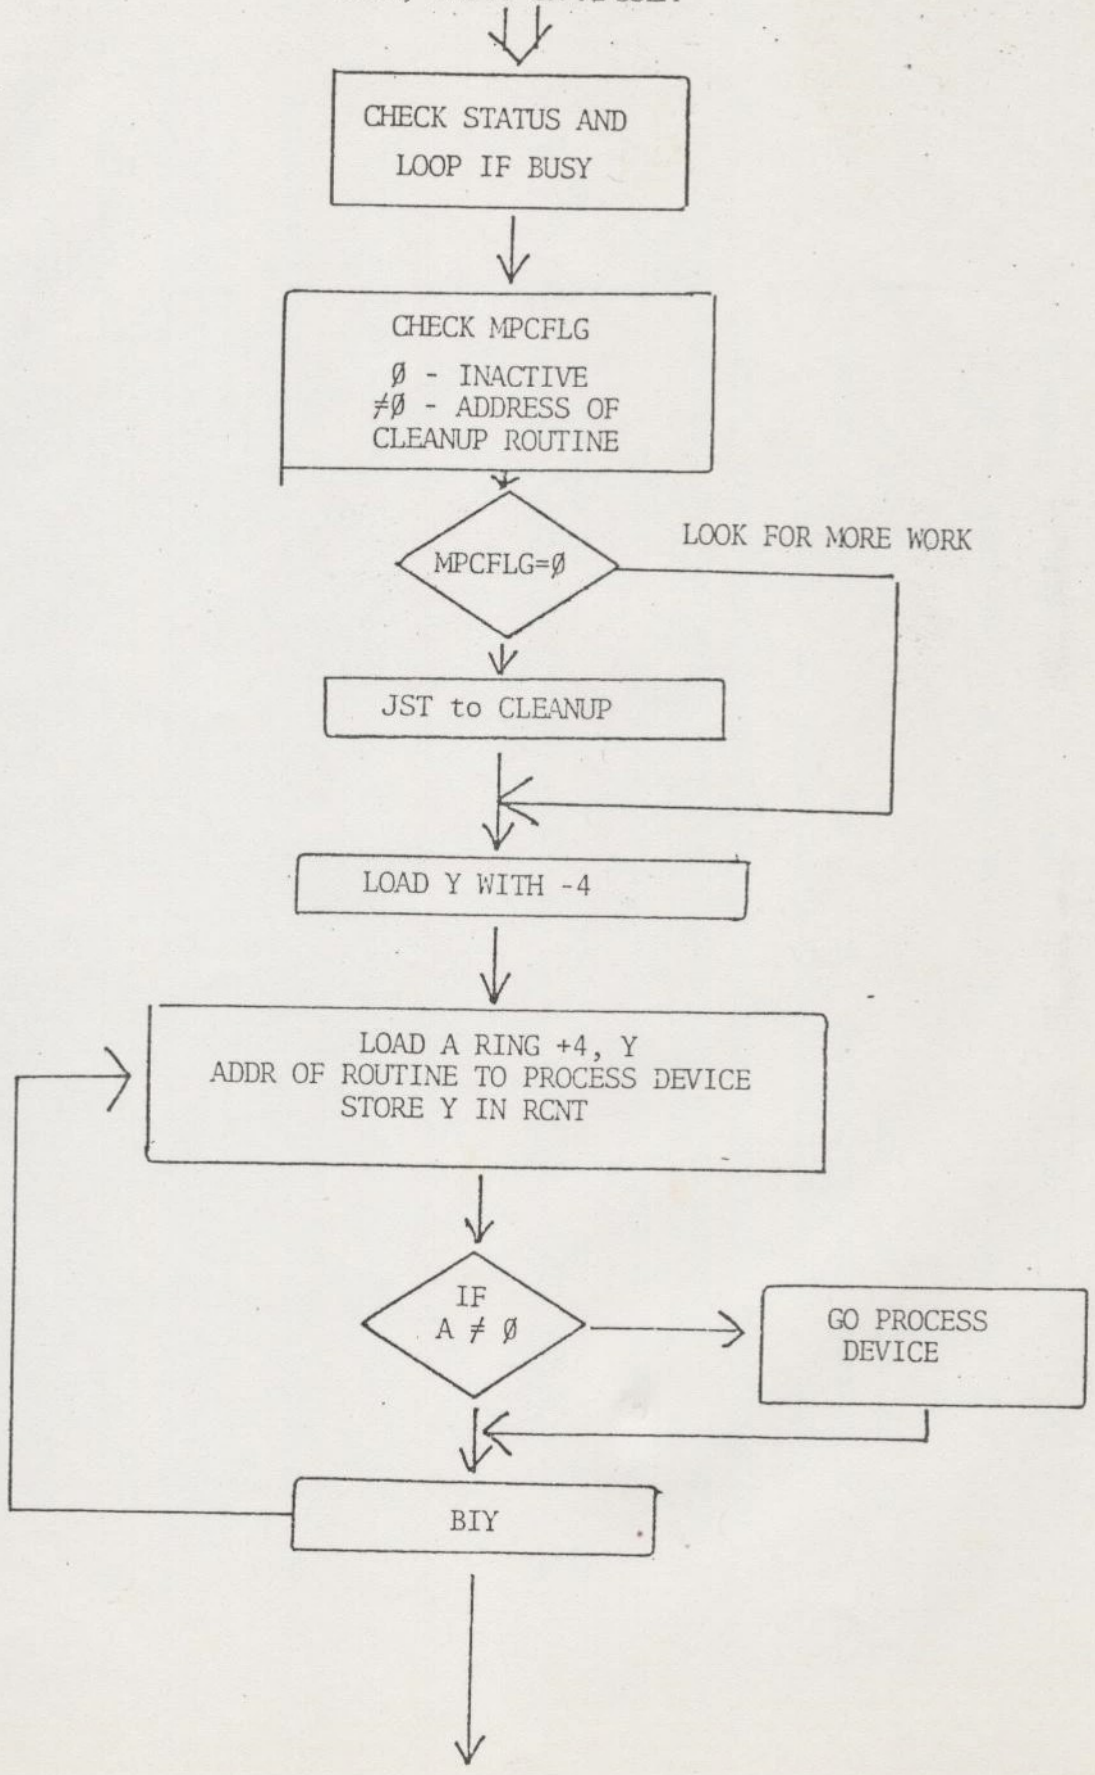 CHECK STATUS AND
LOOP IF BUSY
CHECK MPCFLG
Ø - INACTIVE
≠Ø - ADDRESS OF
CLEANUP ROUTINE
MPCFLG=Ø
LOOK FOR MORE WORK
JST to CLEANUP
LOAD Y WITH -4
LOAD A RING +4, Y
ADDR OF ROUTINE TO PROCESS DEVICE
STORE Y IN RCNT
IF
A ≠ Ø
GO PROCESS
DEVICE
BIY